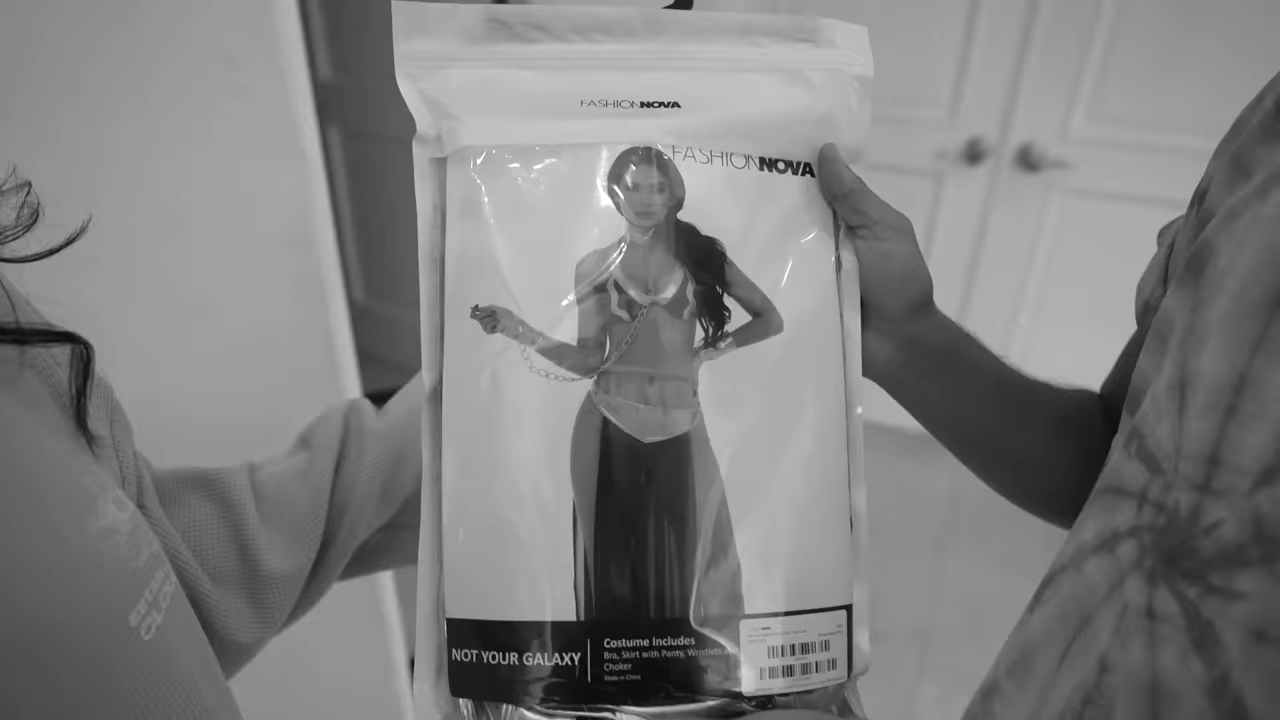 FASHIONNOVA
FASHIONNOVA
NOT YOUR GALAXY
Costume Includes
Bra, Skirt with Panty, Wristlets
Choker
Made in China